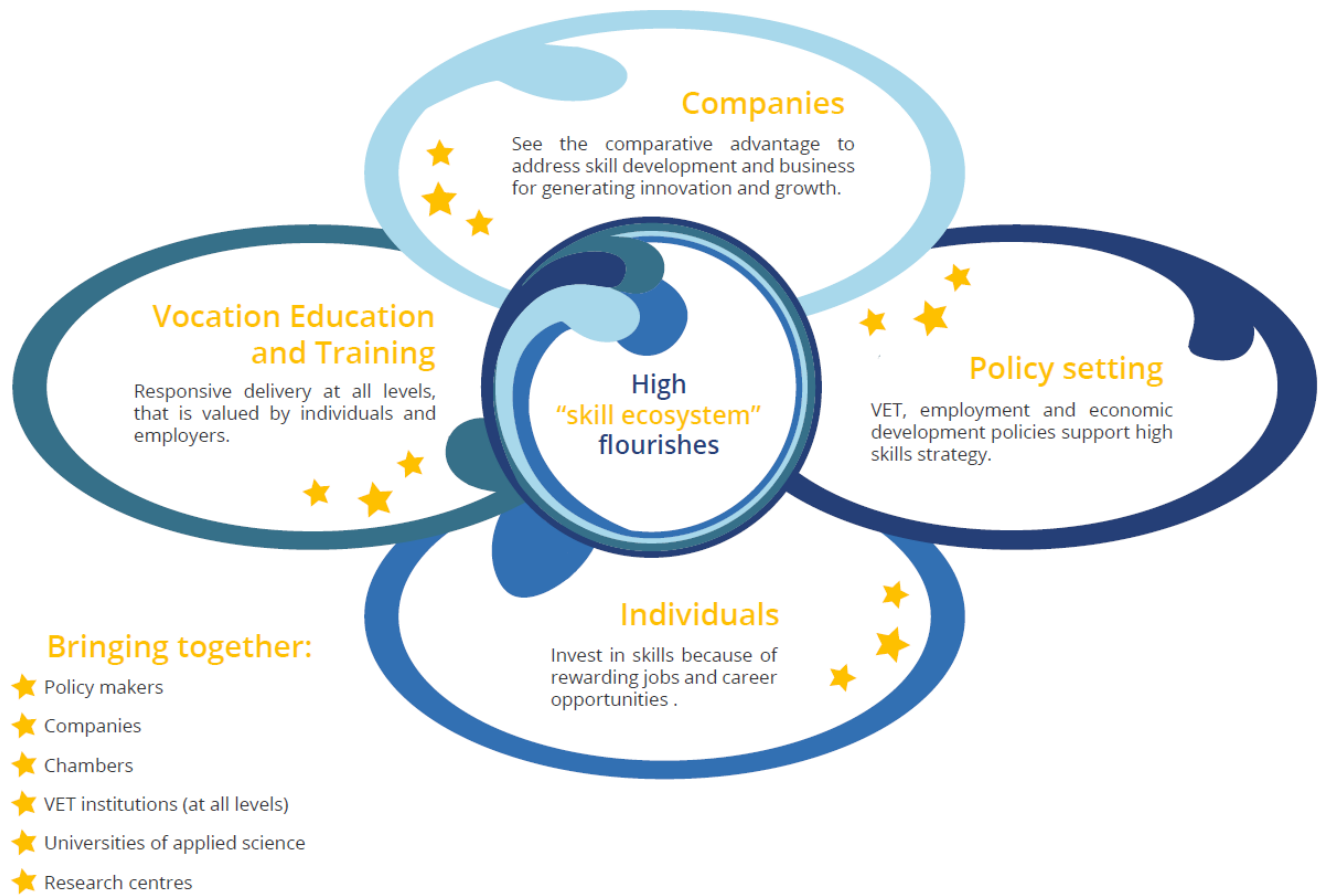 Companies
See the comparative advantage to
address skill development and business
for generating innovation and growth.
Vocation Education
and Training
Responsive delivery at all levels,
that is valued by individuals and
employers.
High
“skill ecosystem”
flourishes
Policy setting
VET, employment and economic
development policies support high
skills strategy.
Individuals
Invest in skills because of
rewarding jobs and career
opportunities .
Bringing together:
Policy makers
Companies
Chambers
VET institutions (at all levels)
Universities of applied science
Research centres